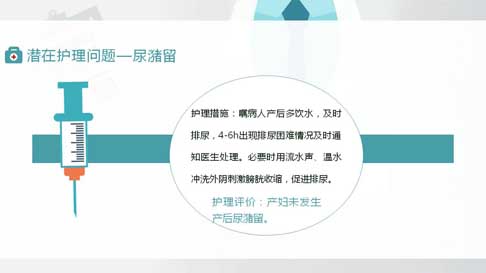 潜在护理问题—尿潴留
护理措施：嘱病人产后多饮水，及时
排尿，4-6h出现排尿困难情况及时通
知医生处理。必要时用流水声、温水
冲洗外阴刺激膀胱收缩，促进排尿。
护理评价：产妇未发生
产后尿潴留。